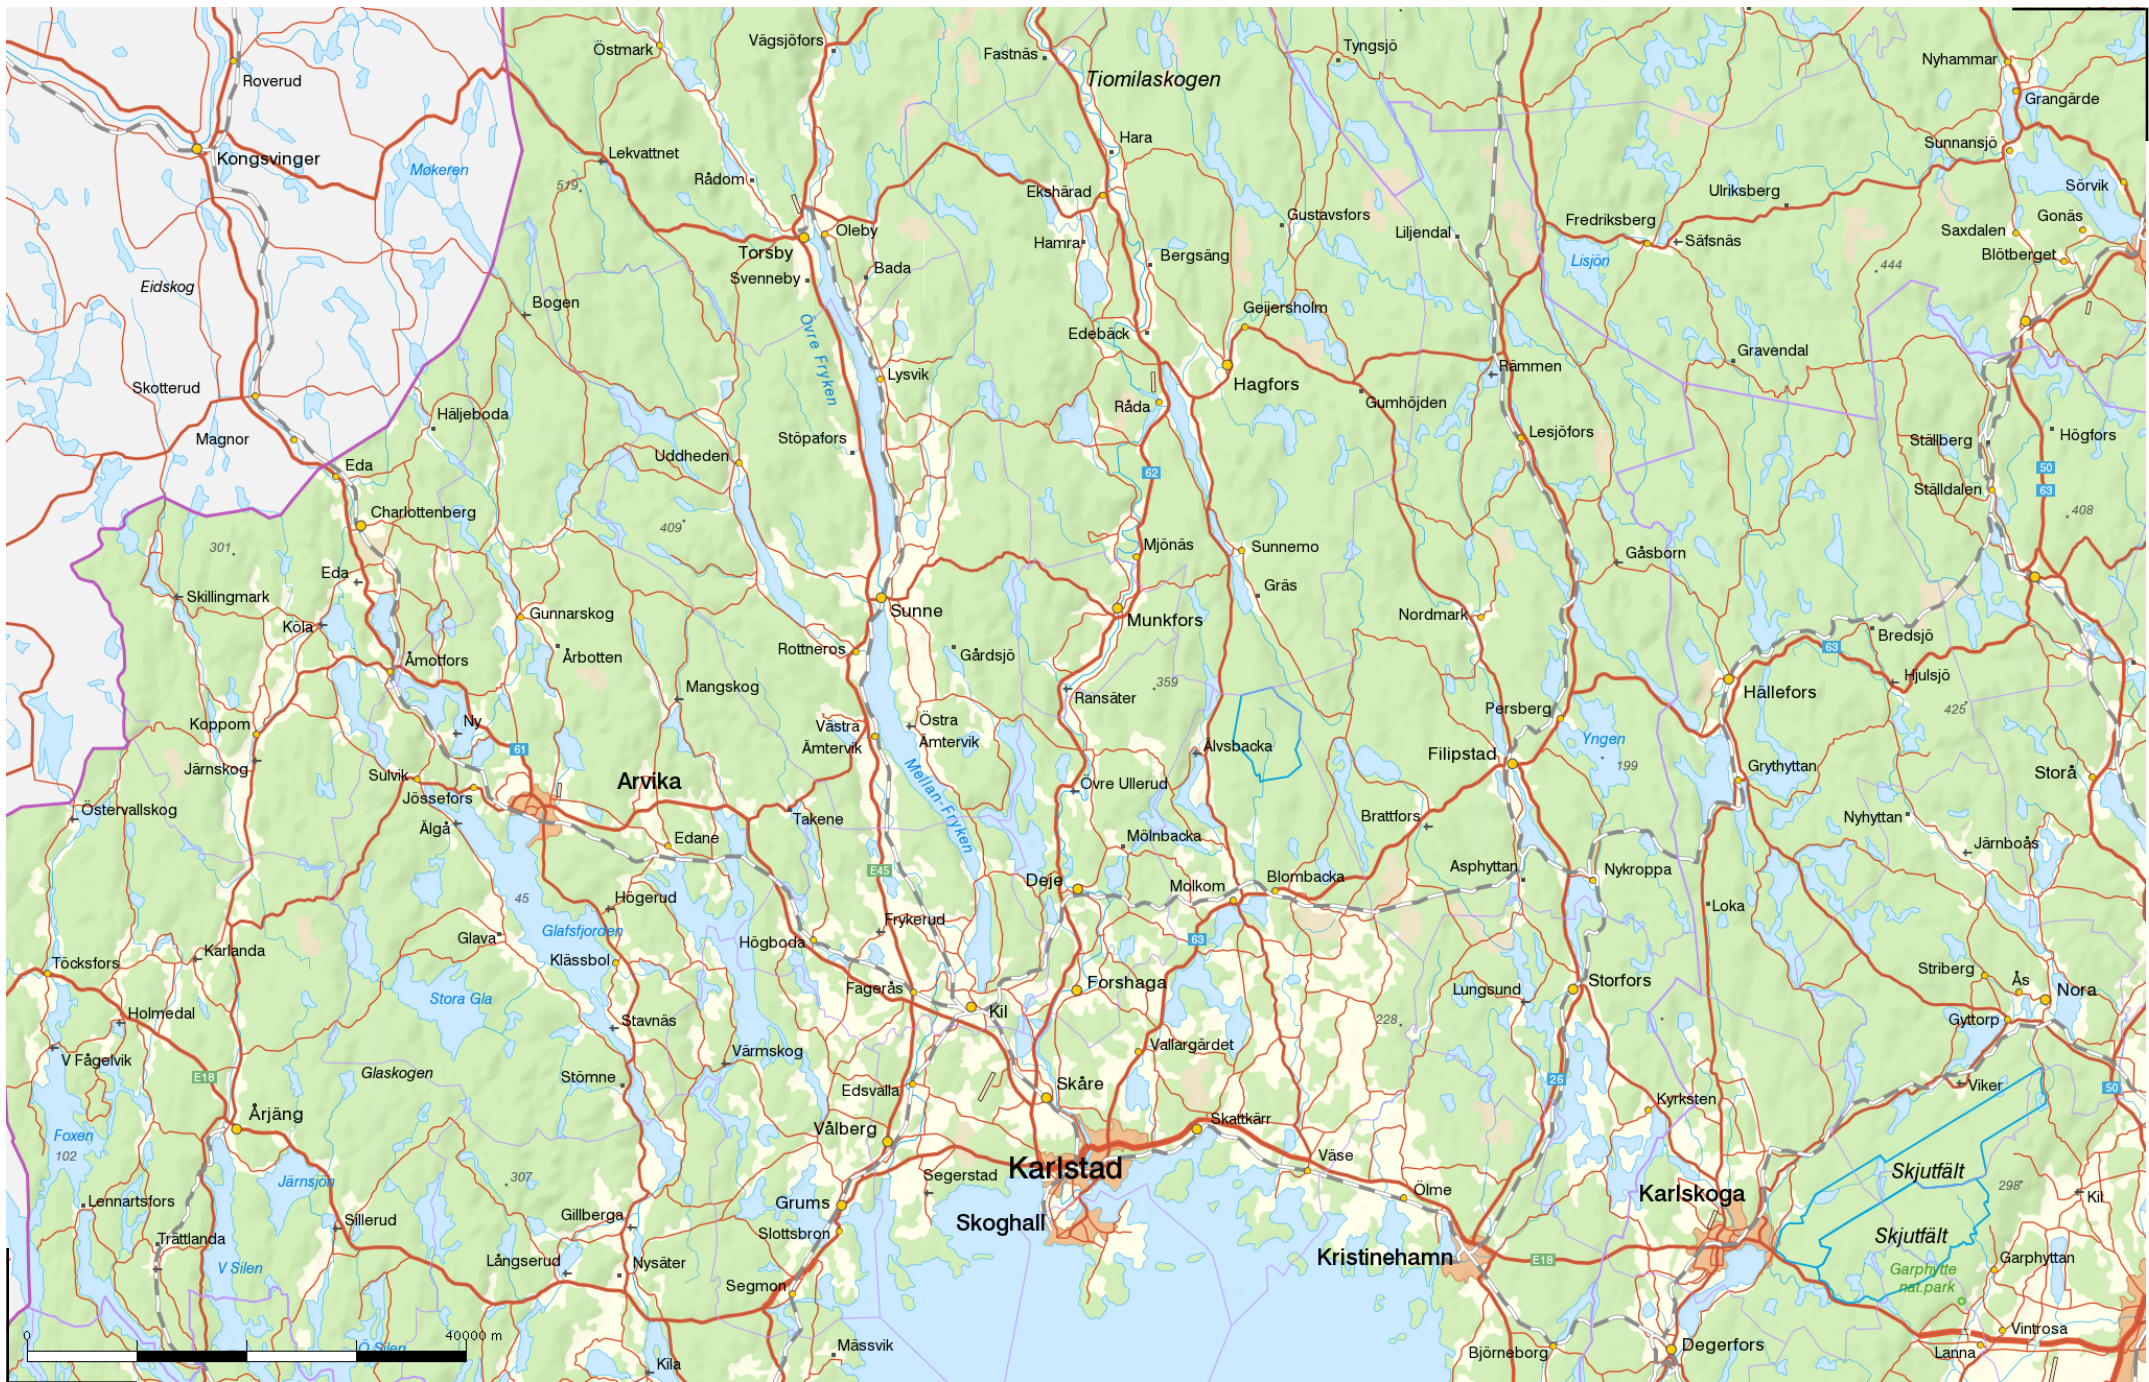 Östmark
Vägsjöfors
Fastnäs
Tyngsjö
Nyhammar
Roverud
Tiomilaskogen
Grangärde
Kongsvinger
Hara
Sunnansjö
Lekvattnet
Møkeren
519
Rådom
Ekshärad
Ulriksberg
Sörvik
Gustavsfors
Fredriksberg
Gonäs
Oleby
Liljendal
Säfsnäs
Saxdalen
Torsby
Hamra
Bergsäng
Lisjön
444
Blötberget
Svenneby
Bada
Eidskog
Bogen
Geijersholm
Övre Fryken
Edebäck
Gravendal
Skotterud
Lysvik
Hagfors
Rämmen
Häljeboda
Råda
Gumhöjden
Magnor
Stöpafors
Lesjöfors
Ställberg
Högfors
Eda
Uddheden
62
50
63
Ställdalen
Charlottenberg
409
408
301
Mjönäs
Sunnemo
Gåsborn
Eda
Gräs
Skillingmark
Gunnarskog
Sunne
Munkfors
Nordmark
Köla
Bredsjö
Årbotten
Rottneros
Gårdsjö
63
Åmotfors
Hjulsjö
Mangskog
359
Ransäter
Hällefors
Koppom
Ny
Västra
Ämtervik
Östra
Ämtervik
Persberg
425
61
Älvsbacka
Yngen
Järnskog
Filipstad
199
Sulvik
Arvika
Mellan-Fryken
Grythyttan
Storå
Jössefors
Övre Ullerud
Östervallskog
Älgå
Takene
Brattfors
Nyhyttan
Edane
Mölnbacka
Järnboås
E45
Asphyttan
Nykroppa
Deje
Molkom
Blombacka
45
Högerud
Loka
Glafsfjorden
Frykerud
Glava
Högboda
63
Karlanda
Klässbol
Töcksfors
Striberg
Ås
Forshaga
Storfors
Fagerås
Lungsund
Nora
Stora Gla
Kil
Holmedal
Stavnäs
228
Gyttorp
V Fågelvik
Värmskog
Vallargärdet
Glaskogen
E18
Stömne
Skåre
26
Viker
50
Edsvalla
Kyrksten
Årjäng
Vålberg
Skattkärr
Foxen
102
Karlstad
Väse
Skjutfält
307
Segerstad
298
Järnsjön
Ölme
Karlskoga
Kil
Lennartsfors
Grums
Sillerud
Gillberga
Skoghall
Slottsbron
Skjutfält
Trättlanda
Kristinehamn
E18
Garphyttan
Långserud
Nysäter
V Silen
Garphytte
nat.park
Segmon
Vintrosa
0
40000 m
Mässvik
Degerfors
Björneborg
Lanna
Ö Silen
Kila